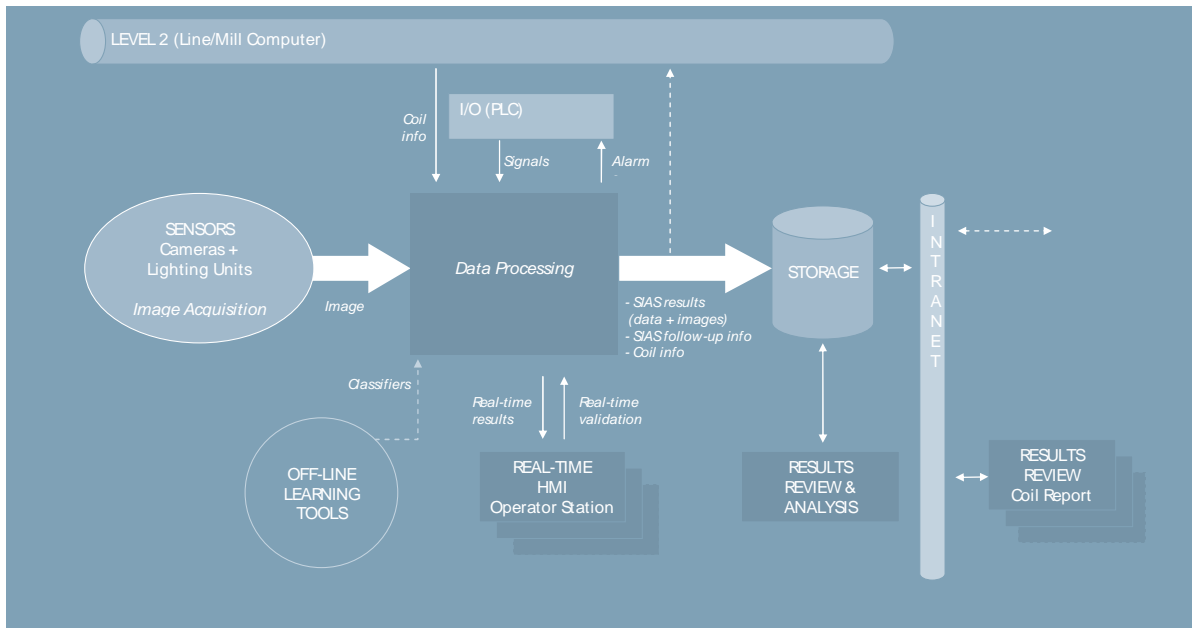 LEVEL 2 (Line/Mill Computer)
I/O (PLC)
Coil
info
Signals
Alarm
SENSORS
Cameras +
Lighting Units
Image Acquisition
Image
Data Processing
- SIAS results
(data + images)
- SIAS follow-up info
- Coil info
STORAGE
INTRANET
Classifiers
Real-time
results
Real-time
validation
OFF-LINE
LEARNING
TOOLS
REAL-TIME
HMI
Operator Station
RESULTS
REVIEW &
ANALYSIS
RESULTS
REVIEW
Coil Report